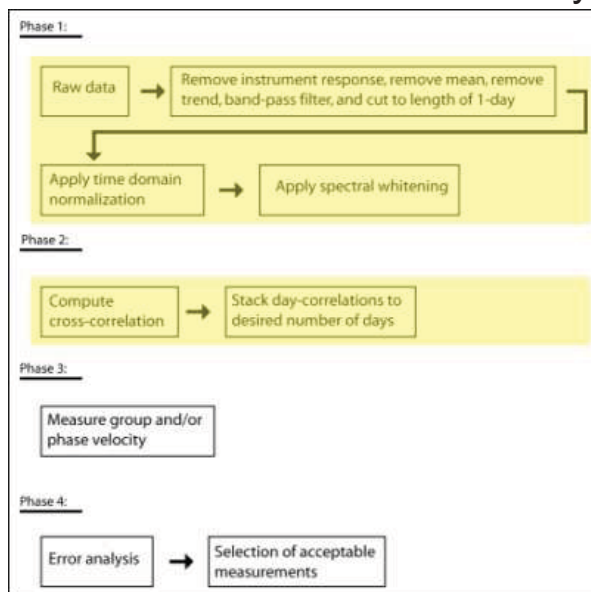 Phase 1:
Raw data
Remove instrument response, remove mean, remove
trend, band-pass filter, and cut to length of 1-day
Apply time domain
normalization
Apply spectral whitening
Phase 2:
Compute
cross-correlation
Stack day-correlations to
desired number of days
Phase 3:
Measure group and/or
phase velocity
Phase 4:
Error analysis
Selection of acceptable
measurements